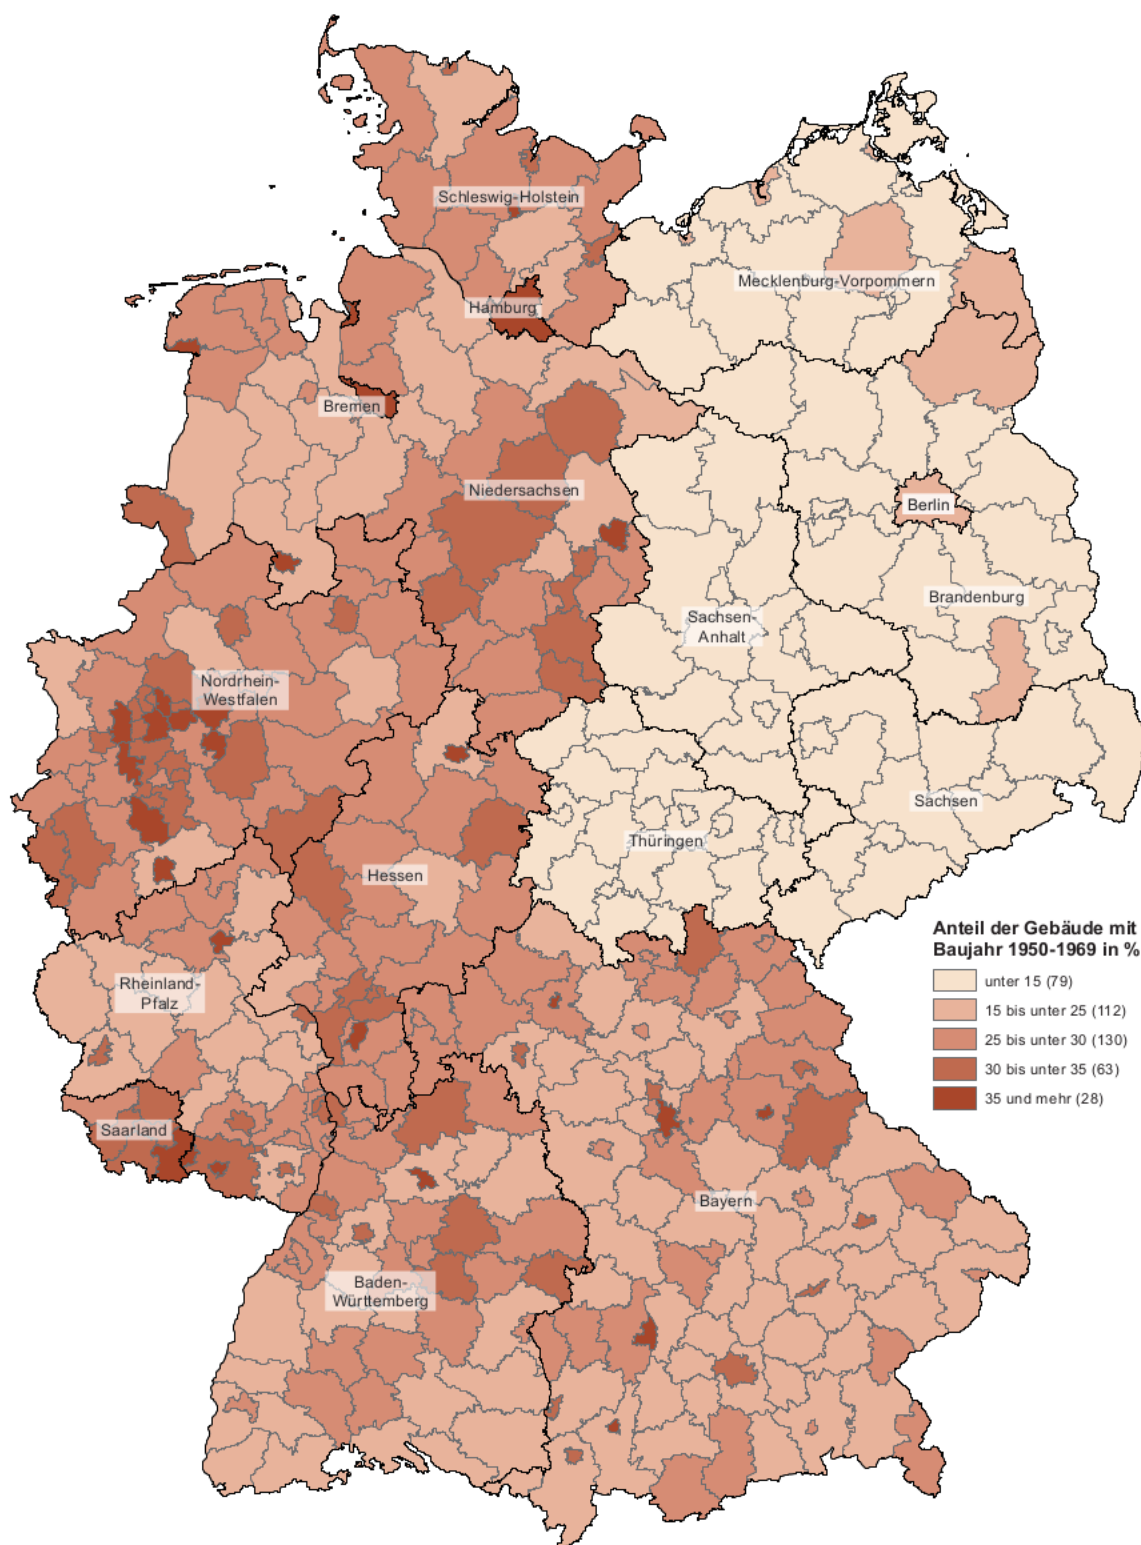 Schleswig-Holstein
Mecklenburg-Vorpommern
Hamburg
Bremen
Niedersachsen
Berlin
Brandenburg
Sachsen-
Anhalt
Nordrhein-
Westfalen
Sachsen
Thüringen
Hessen
Rheinland-
Pfalz
Saarland
Bayern
Baden-
Württemberg
Anteil der Gebäude mit
Baujahr 1950-1969 in %
unter 15 (79)
15 bis unter 25 (112)
25 bis unter 30 (130)
30 bis unter 35 (63)
35 und mehr (28)